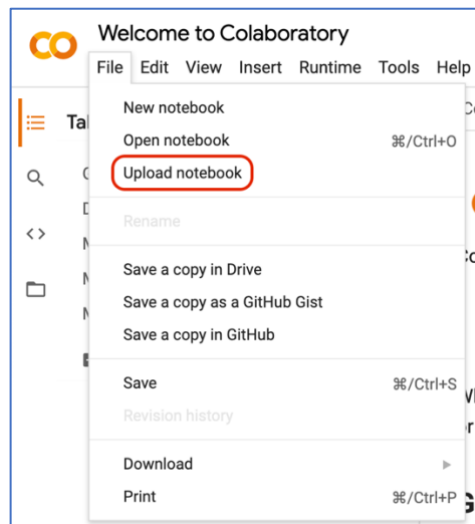 Welcome to Colaboratory
File Edit View Insert Runtime Tools Help
New notebook
Open notebook ⌘/Ctrl+O
Upload notebook
Rename
Save a copy in Drive
Save a copy as a GitHub Gist
Save a copy in GitHub
Save ⌘/Ctrl+S
Revision history
Download
Print ⌘/Ctrl+P